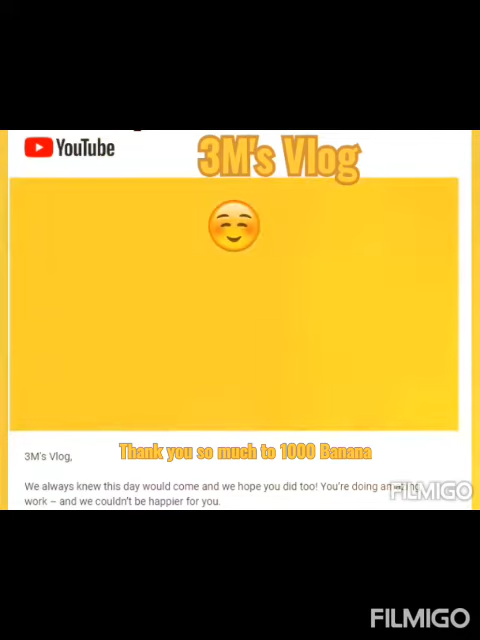 YouTube
3M's Vlog
3M's Vlog,
Thank you so much to 1000 Banana
We always knew this day would come and we hope you did too! You're doing amazing
work – and we couldn't be happier for you.
FILMIGO
FILMIGO